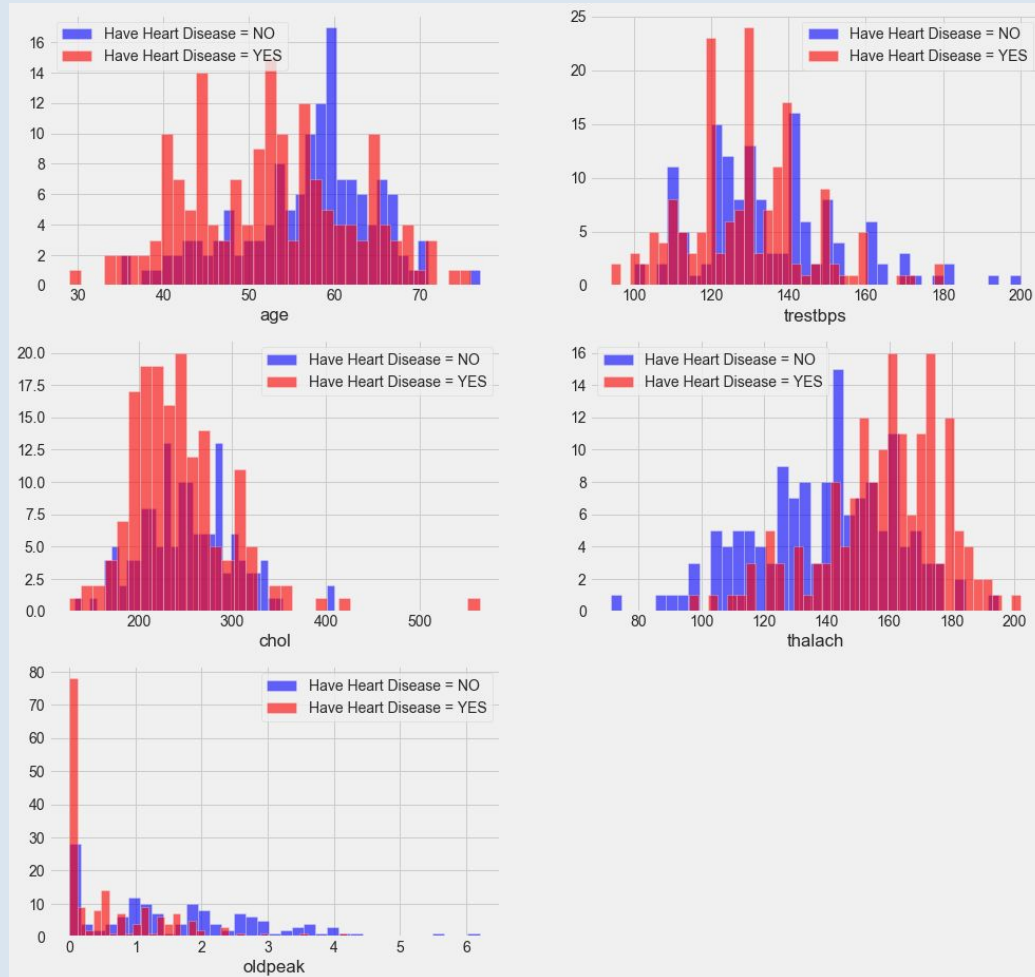 Have Heart Disease = NO
Have Heart Disease = YES
16
14
12
10
8
6
4
2
0
30 40 50 60 70
age
25
20
15
10
5
0
Have Heart Disease = NO
Have Heart Disease = YES
100 120 140 160 180 200
trestbps
20.0
17.5
15.0
12.5
10.0
7.5
5.0
2.5
0.0
Have Heart Disease = NO
Have Heart Disease = YES
200 300 400 500
chol
16
14
12
10
8
6
4
2
0
Have Heart Disease = NO
Have Heart Disease = YES
80 100 120 140 160 180 200
thalach
80
70
60
50
40
30
20
10
0
Have Heart Disease = NO
Have Heart Disease = YES
0 1 2 3 4 5 6
oldpeak